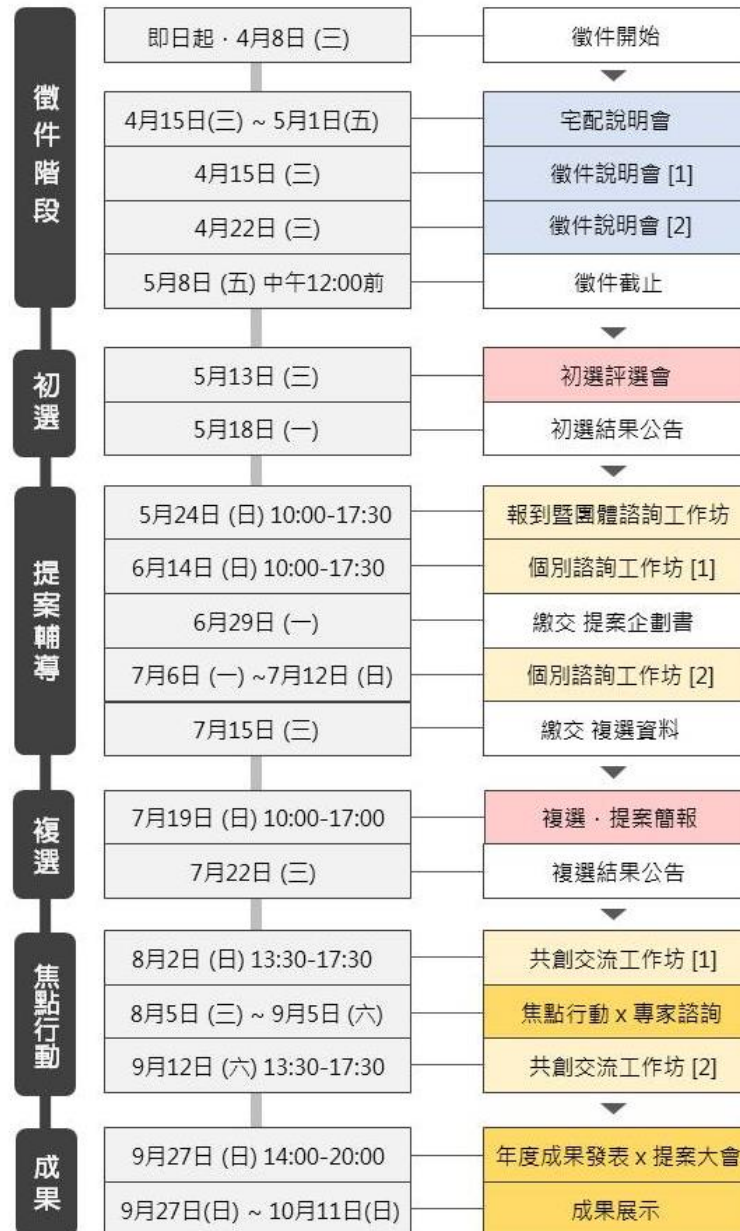 徵件階段
即日起．4月8日 (三)
徵件開始
4月15日(三) ~ 5月1日(五)
宅配說明會
4月15日 (三)
徵件說明會 [1]
4月22日 (三)
徵件說明會 [2]
5月8日 (五) 中午12:00前
徵件截止
初選
5月13日 (三)
初選評選會
5月18日 (一)
初選結果公告
提案輔導
5月24日 (日) 10:00-17:30
報到暨團體諮詢工作坊
6月14日 (日) 10:00-17:30
個別諮詢工作坊 [1]
6月29日 (一)
繳交 提案企劃書
7月6日 (一) ~7月12日 (日)
個別諮詢工作坊 [2]
7月15日 (三)
繳交 複選資料
複選
7月19日 (日) 10:00-17:00
複選．提案簡報
7月22日 (三)
複選結果公告
焦點行動
8月2日 (日) 13:30-17:30
共創交流工作坊 [1]
8月5日 (三) ~ 9月5日 (六)
焦點行動 x 專家諮詢
9月12日 (六) 13:30-17:30
共創交流工作坊 [2]
成果
9月27日 (日) 14:00-20:00
年度成果發表 x 提案大會
9月27日(日) ~ 10月11日(日)
成果展示